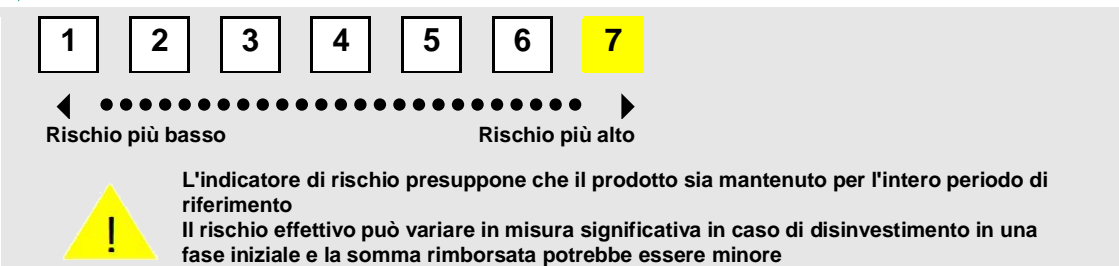 1 2 3 4 5 6 7
Rischio più basso Rischio più alto
L'indicatore di rischio presuppone che il prodotto sia mantenuto per l'intero periodo di
riferimento
Il rischio effettivo può variare in misura significativa in caso di disinvestimento in una
fase iniziale e la somma rimborsata potrebbe essere minore
!